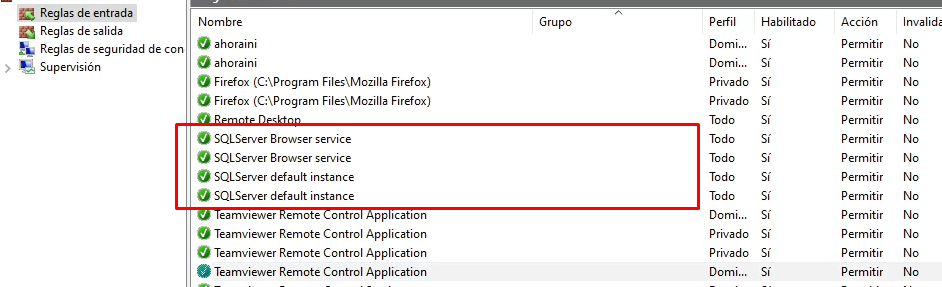 Reglas de entrada
Reglas de salida
Reglas de seguridad de con
Supervisión
Nombre Grupo Perfil Habilitado Acción Invalida
ahoraini Domi... Sí Permitir No
ahoraini Domi... Sí Permitir No
Firefox (C:\Program Files\Mozilla Firefox) Privado Sí Permitir No
Firefox (C:\Program Files\Mozilla Firefox) Privado Sí Permitir No
Remote Desktop Todo Sí Permitir No
SQLServer Browser service Todo Sí Permitir No
SQLServer Browser service Todo Sí Permitir No
SQLServer default instance Todo Sí Permitir No
SQLServer default instance Todo Sí Permitir No
Teamviewer Remote Control Application Domi... Sí Permitir No
Teamviewer Remote Control Application Privado Sí Permitir No
Teamviewer Remote Control Application Privado Sí Permitir No
Teamviewer Remote Control Application Domi... Sí Permitir No